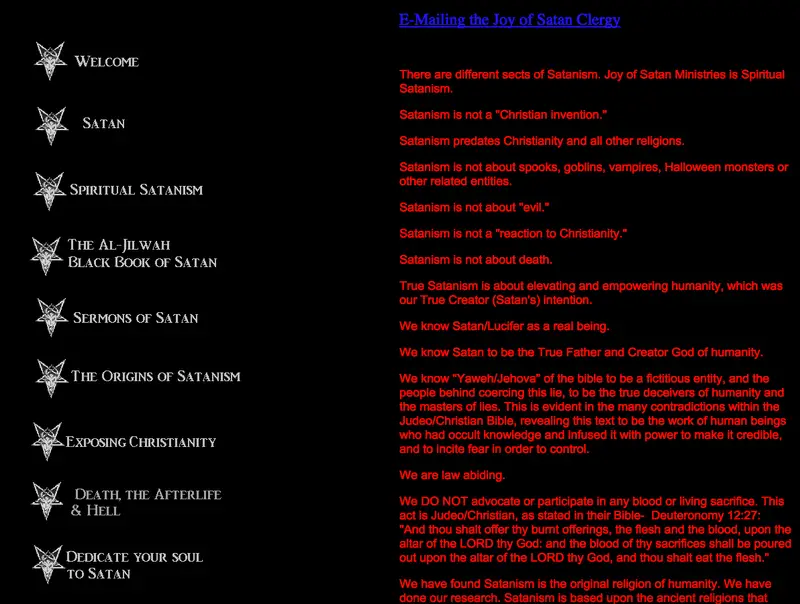 Welcome
Satan
Spiritual Satanism
The Al-Jilwah
Black Book of Satan
Sermons of Satan
The Origins of Satanism
Exposing Christianity
Death, the Afterlife
& Hell
Dedicate your soul
to Satan
E-Mailing the Joy of Satan Clergy
There are different sects of Satanism. Joy of Satan Ministries is Spiritual
Satanism.
Satanism is not a "Christian invention."
Satanism predates Christianity and all other religions.
Satanism is not about spooks, goblins, vampires, Halloween monsters or
other related entities.
Satanism is not about "evil."
Satanism is not a "reaction to Christianity."
Satanism is not about death.
True Satanism is about elevating and empowering humanity, which was
our True Creator (Satan's) intention.
We know Satan/Lucifer as a real being.
We know Satan to be the True Father and Creator God of humanity.
We know "Yaweh/Jehova" of the bible to be a fictitious entity, and the
people behind coercing this lie, to be the true deceivers of humanity and
the masters of lies. This is evident in the many contradictions within the
Judeo/Christian Bible, revealing this text to be the work of human beings
who had occult knowledge and infused it with power to make it credible,
and to incite fear in order to control.
We are law abiding.
We DO NOT advocate or participate in any blood or living sacrifice. This
act is Judeo/Christian, as stated in their Bible- Deuteronomy 12:27:
"And thou shalt offer thy burnt offerings, the flesh and the blood, upon the
altar of the LORD thy God: and the blood of thy sacrifices shall be poured
out upon the altar of the LORD thy God, and thou shalt eat the flesh."
We have found Satanism is the original religion of humanity. We have
done our research. Satanism is based upon the ancient religions that